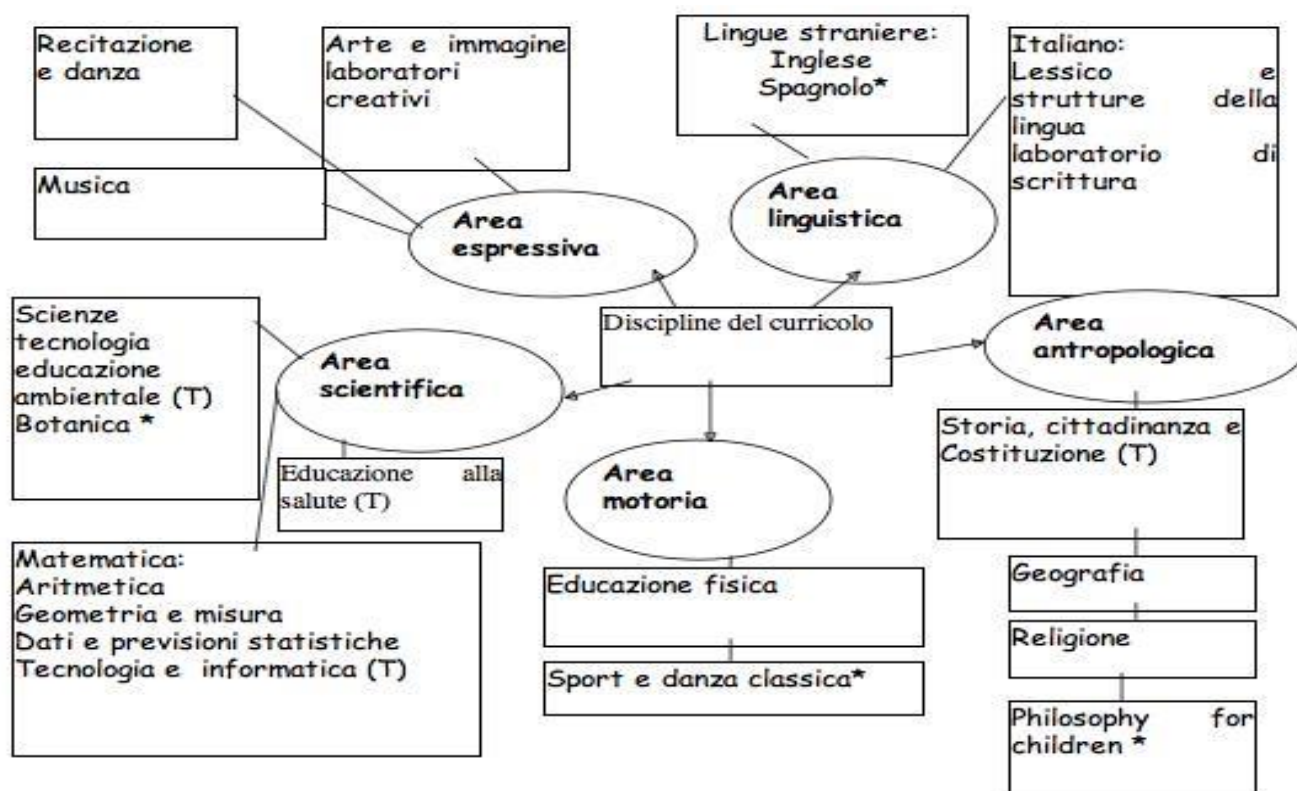 Recitazione
e danza
Arte e immagine
laboratori
creativi
Lingue straniere:
Inglese
Spagnolo*
Italiano:
Lessico e
strutture della
lingua
laboratorio di
scrittura
Musica
Area
espressiva
Area
linguistica
Scienze
tecnologia
educazione
ambientale (T)
Botanica *
Area
scientifica
Discipline del curricolo
Area
antropologica
Educazione alla
salute (T)
Area
motoria
Storia, cittadinanza e
Costituzione (T)
Matematica:
Aritmetica
Geometria e misura
Dati e previsioni statistiche
Tecnologia e informatica (T)
Educazione fisica
Sport e danza classica*
Geografia
Religione
Philosophy for
children *